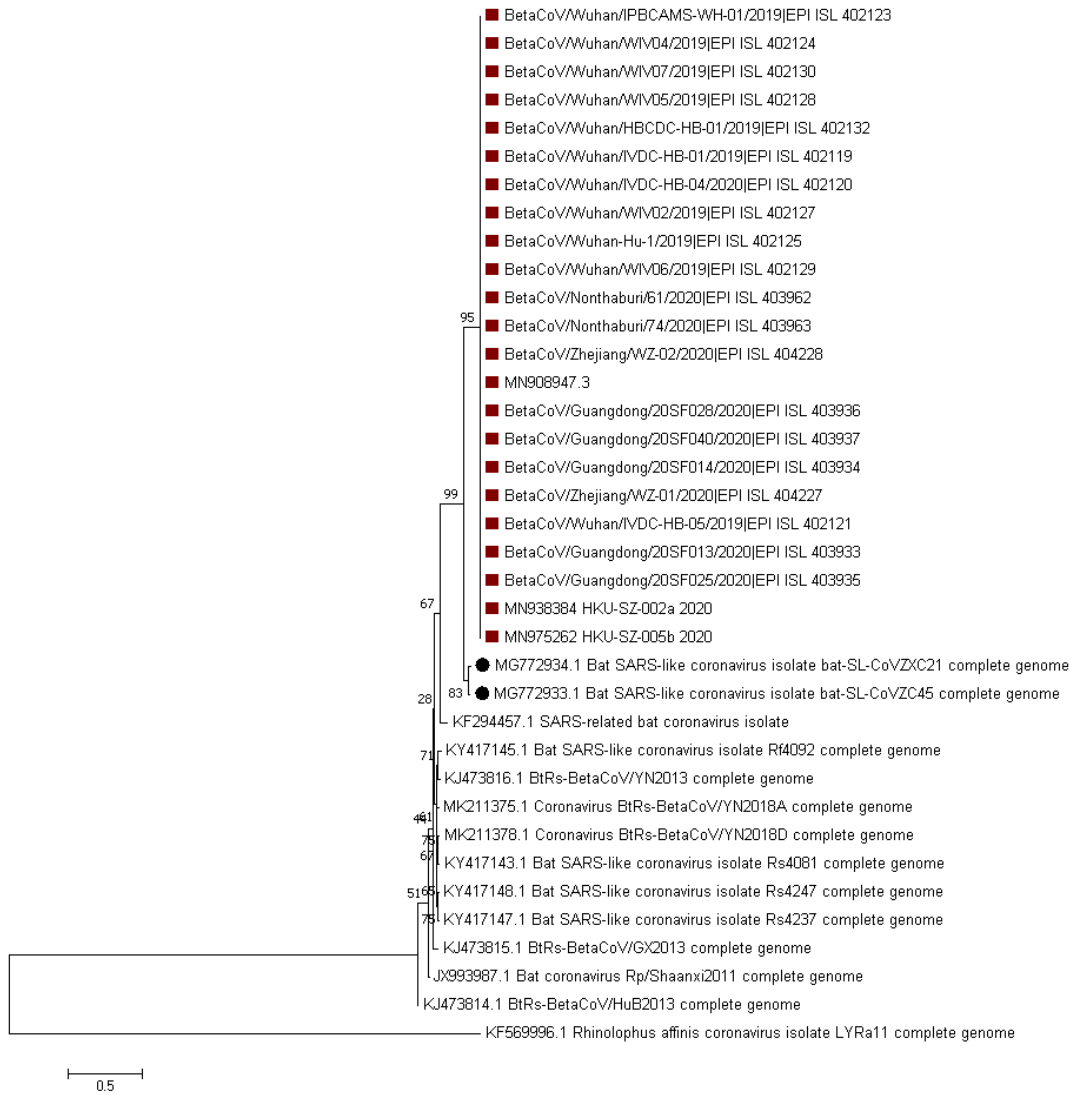 BetaCoV/Wuhan/IPBCAMS-WH-01/2019|EPI ISL 402123
BetaCoV/Wuhan/WIV04/2019|EPI ISL 402124
BetaCoV/Wuhan/WIV07/2019|EPI ISL 402130
BetaCoV/Wuhan/WIV05/2019|EPI ISL 402128
BetaCoV/Wuhan/HBCDC-HB-01/2019|EPI ISL 402132
BetaCoV/Wuhan/IVDC-HB-01/2019|EPI ISL 402119
BetaCoV/Wuhan/IVDC-HB-04/2020|EPI ISL 402120
BetaCoV/Wuhan/WIV02/2019|EPI ISL 402127
BetaCoV/Wuhan-Hu-1/2019|EPI ISL 402125
BetaCoV/Wuhan/WIV06/2019|EPI ISL 402129
BetaCoV/Nonthaburi/61/2020|EPI ISL 403962
95
BetaCoV/Nonthaburi/74/2020|EPI ISL 403963
BetaCoV/Zhejiang/WZ-02/2020|EPI ISL 404228
MN908947.3
BetaCoV/Guangdong/20SF028/2020|EPI ISL 403936
BetaCoV/Guangdong/20SF040/2020|EPI ISL 403937
BetaCoV/Guangdong/20SF014/2020|EPI ISL 403934
99
BetaCoV/Zhejiang/WZ-01/2020|EPI ISL 404227
BetaCoV/Wuhan/IVDC-HB-05/2019|EPI ISL 402121
BetaCoV/Guangdong/20SF013/2020|EPI ISL 403933
BetaCoV/Guangdong/20SF025/2020|EPI ISL 403935
67
MN938384 HKU-SZ-002a 2020
MN975262 HKU-SZ-005b 2020
MG772934.1 Bat SARS-like coronavirus isolate bat-SL-CoVZXC21 complete genome
83
MG772933.1 Bat SARS-like coronavirus isolate bat-SL-CoVZC45 complete genome
28
KF294457.1 SARS-related bat coronavirus isolate
71
KY417145.1 Bat SARS-like coronavirus isolate Rf4092 complete genome
KJ473816.1 BtRs-BetaCoV/YN2013 complete genome
MK211375.1 Coronavirus BtRs-BetaCoV/YN2018A complete genome
61
75
MK211378.1 Coronavirus BtRs-BetaCoV/YN2018D complete genome
67
KY417143.1 Bat SARS-like coronavirus isolate Rs4081 complete genome
51
65
KY417148.1 Bat SARS-like coronavirus isolate Rs4247 complete genome
75
KY417147.1 Bat SARS-like coronavirus isolate Rs4237 complete genome
KJ473815.1 BtRs-BetaCoV/GX2013 complete genome
JX993987.1 Bat coronavirus Rp/Shaanxi2011 complete genome
KJ473814.1 BtRs-BetaCoV/HuB2013 complete genome
KF569996.1 Rhinolophus affinis coronavirus isolate LYRa11 complete genome
0.5